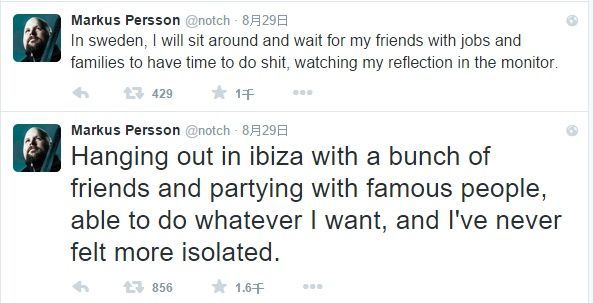 Markus Persson @notch · 8月29日
In sweden, I will sit around and wait for my friends with jobs and
families to have time to do shit, watching my reflection in the monitor.
429 1千
Markus Persson @notch · 8月29日
Hanging out in ibiza with a bunch of
friends and partying with famous people,
able to do whatever I want, and I've never
felt more isolated.
856 1.6千